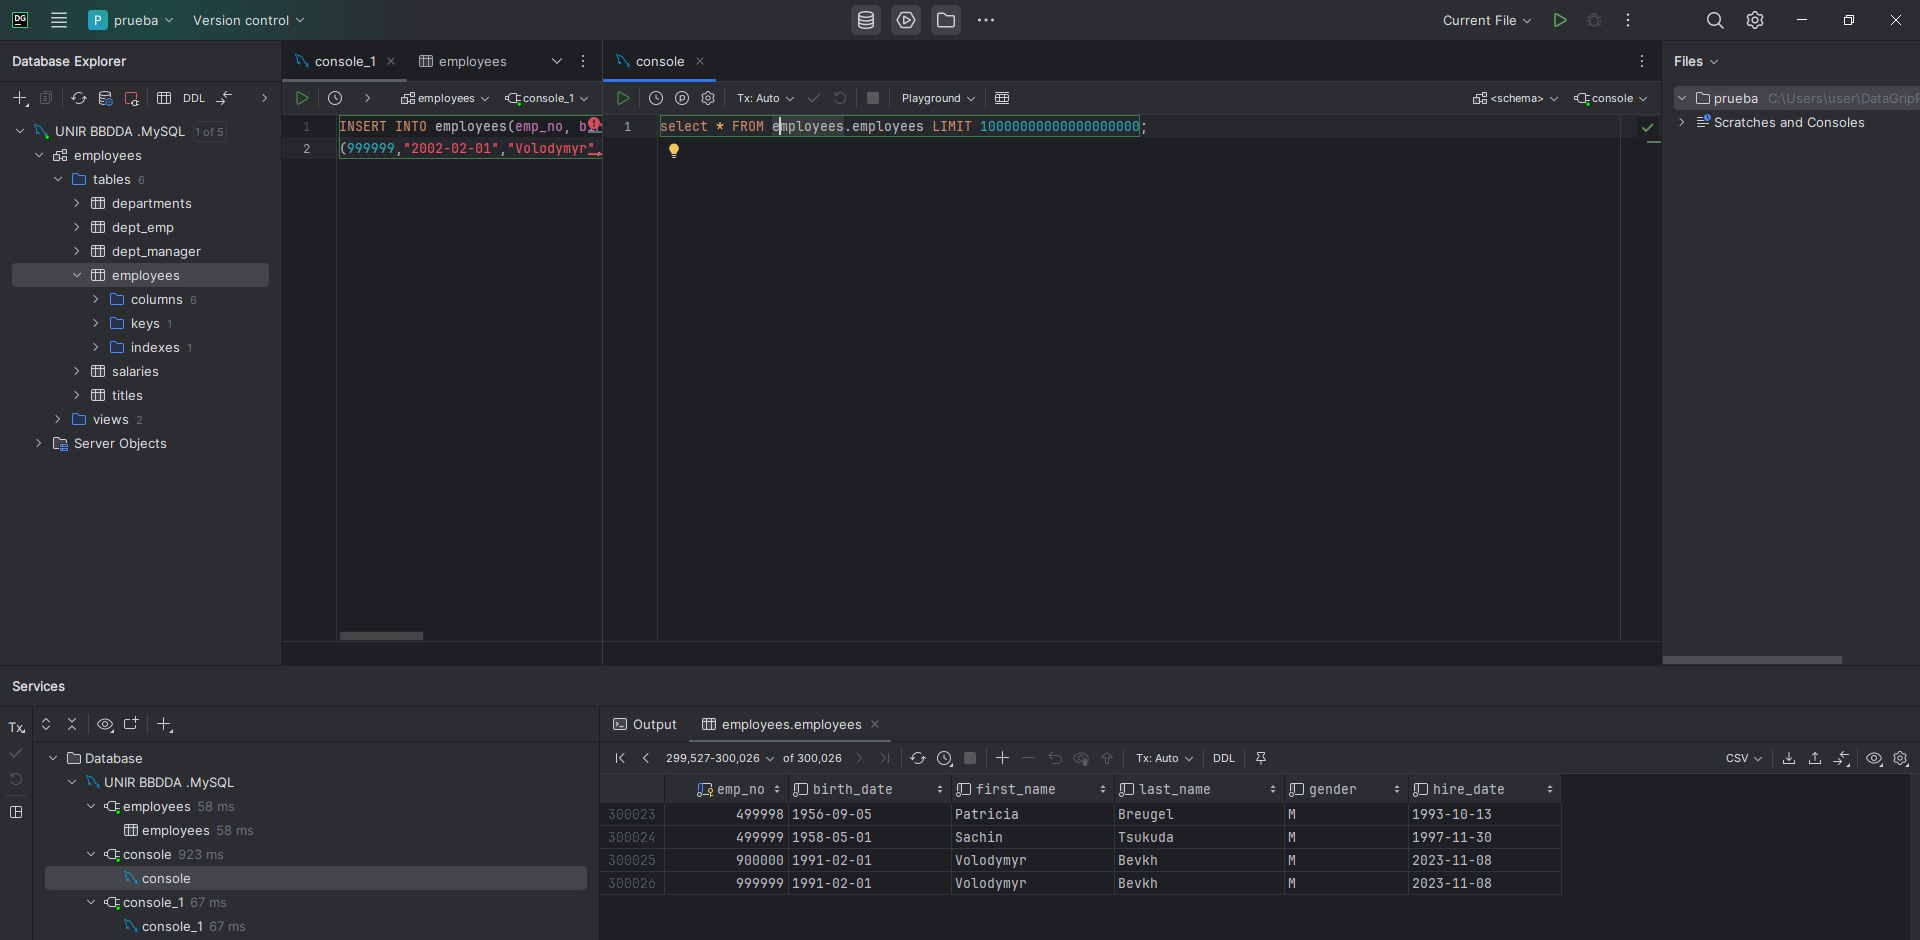 DG P prueba Version control Current File
Database Explorer
DDL
UNIR BBDDA .MySQL 1 of 5
employees
tables 6
departments
dept_emp
dept_manager
employees
columns 6
keys 1
indexes 1
salaries
titles
views 2
Server Objects
console_1 employees
employees console_1
1 INSERT INTO employees(emp_no,
2 (999999,"2002-02-01","Volodymyr",
console
Tx: Auto Playground <schema> console
1 select * FROM employees.employees LIMIT 10000000000000000000;
Files
prueba
Scratches and Consoles
Services
Tx
Database
UNIR BBDDA .MySQL
employees 58 ms
employees 58 ms
console 923 ms
console
console_1 67 ms
console_1 67 ms
Output employees.employees
299,527-300,026 of 300,026 Tx: Auto DDL CSV
emp_no birth_date first_name last_name gender hire_date
300023 499998 1956-09-05 Patricia Breugel M 1993-10-13
300024 499999 1958-05-01 Sachin Tsukuda M 1997-11-30
300025 900000 1991-02-01 Volodymyr Bevkh M 2023-11-08
300026 999999 1991-02-01 Volodymyr Bevkh M 2023-11-08